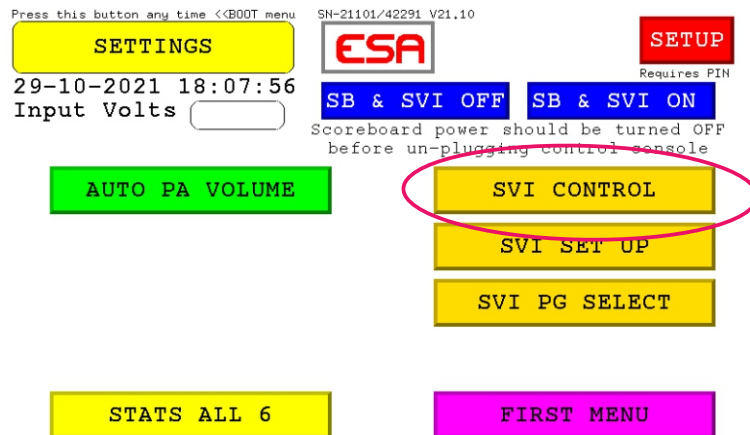 Press this button any time <<BOOT menu
SN-21101/42291 V21.10
SETTINGS
ESA
SETUP
Requires PIN
29-10-2021 18:07:56
Input Volts
SB & SVI OFF
SB & SVI ON
Scoreboard power should be turned OFF
before un-plugging control console
AUTO PA VOLUME
SVI CONTROL
SVI SET UP
SVI PG SELECT
STATS ALL 6
FIRST MENU